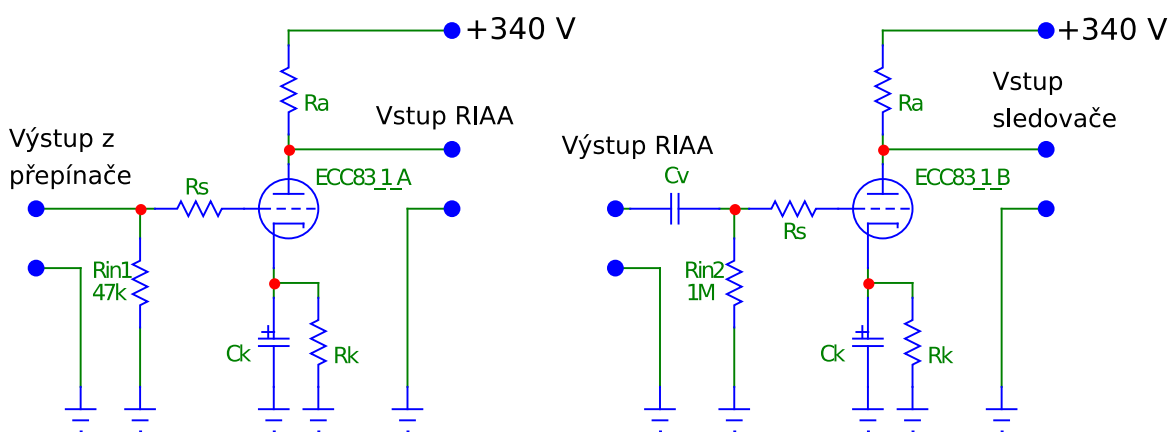 +340 V
Ra
Výstup z
přepínače
Vstup RIAA
Rs
ECC83_1_A
Rin1
47k
Ck
Rk
+340 V
Ra
Vstup
sledovače
Výstup RIAA
Cv
Rs
ECC83_1_B
Rin2
1M
Ck
Rk